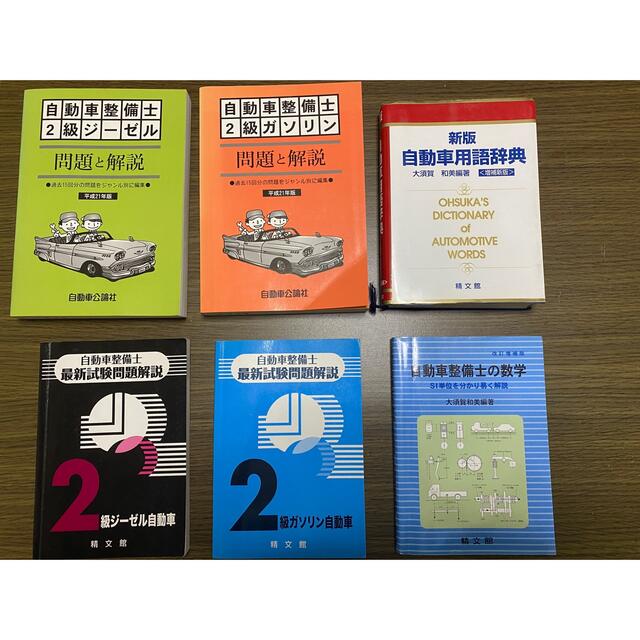 自動車整備士
2級ジーゼル
問題と解説
●過去15回分の問題をジャンル別に編集●
平成21年版
自動車公論社
自動車整備士
2級ガソリン
問題と解説
●過去15回分の問題をジャンル別に編集●
平成21年版
自動車公論社
新版
自動車用語辞典
大須賀 和美編著 <増補新版>
OHSUKA'S
DICTIONARY
of
AUTOMOTIVE
WORDS
精文館
自動車整備士
最新試験問題解説
2級ジーゼル自動車
精文館
自動車整備士
最新試験問題解説
2級ガソリン自動車
精文館
改訂増補版
自動車整備士の数学
SI単位を分かり易く解説
大須賀和美編著
精文館